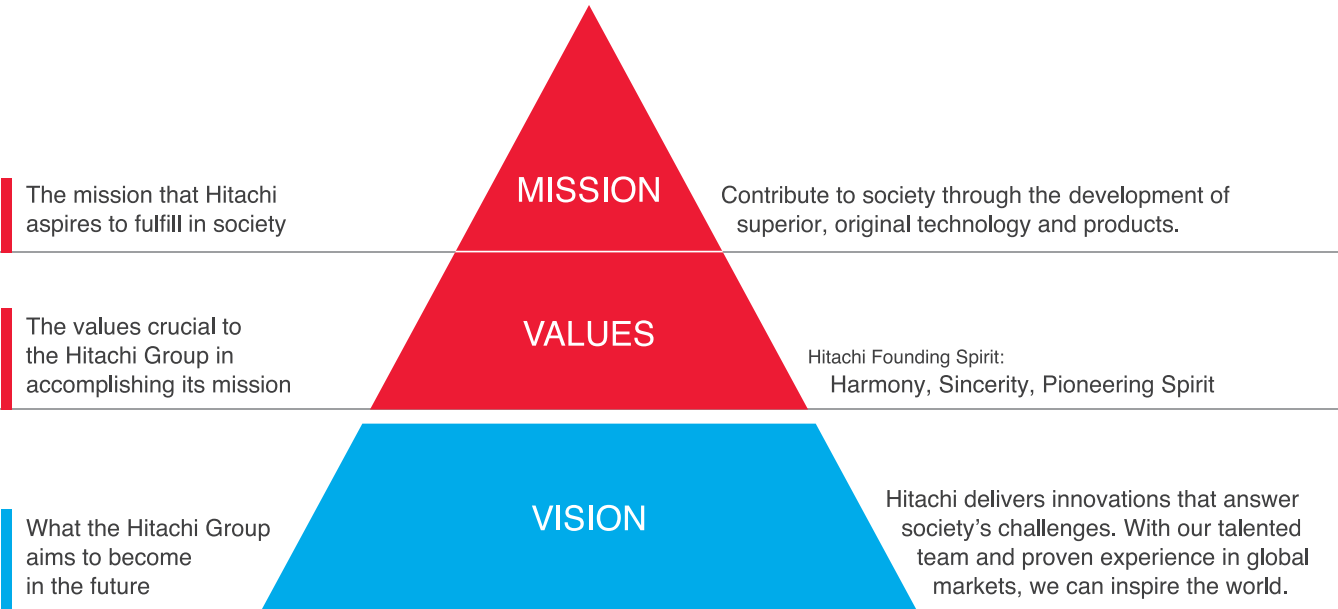 The mission that Hitachi
aspires to fulfill in society
MISSION
Contribute to society through the development of
superior, original technology and products.
The values crucial to
the Hitachi Group in
accomplishing its mission
VALUES
Hitachi Founding Spirit:
Harmony, Sincerity, Pioneering Spirit
What the Hitachi Group
aims to become
in the future
VISION
Hitachi delivers innovations that answer
society's challenges. With our talented
team and proven experience in global
markets, we can inspire the world.